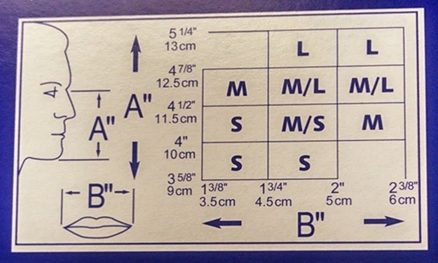 5 1/4"
13cm
L L
4 7/8"
12.5cm
M M/L M/L
A"
A"
4 1/2"
11.5cm
S M/S M
4"
10cm
S S
3 5/8"
9cm
B"
1 3/8" 1 3/4" 2" 2 3/8"
3.5cm 4.5cm 5cm 6cm
B"